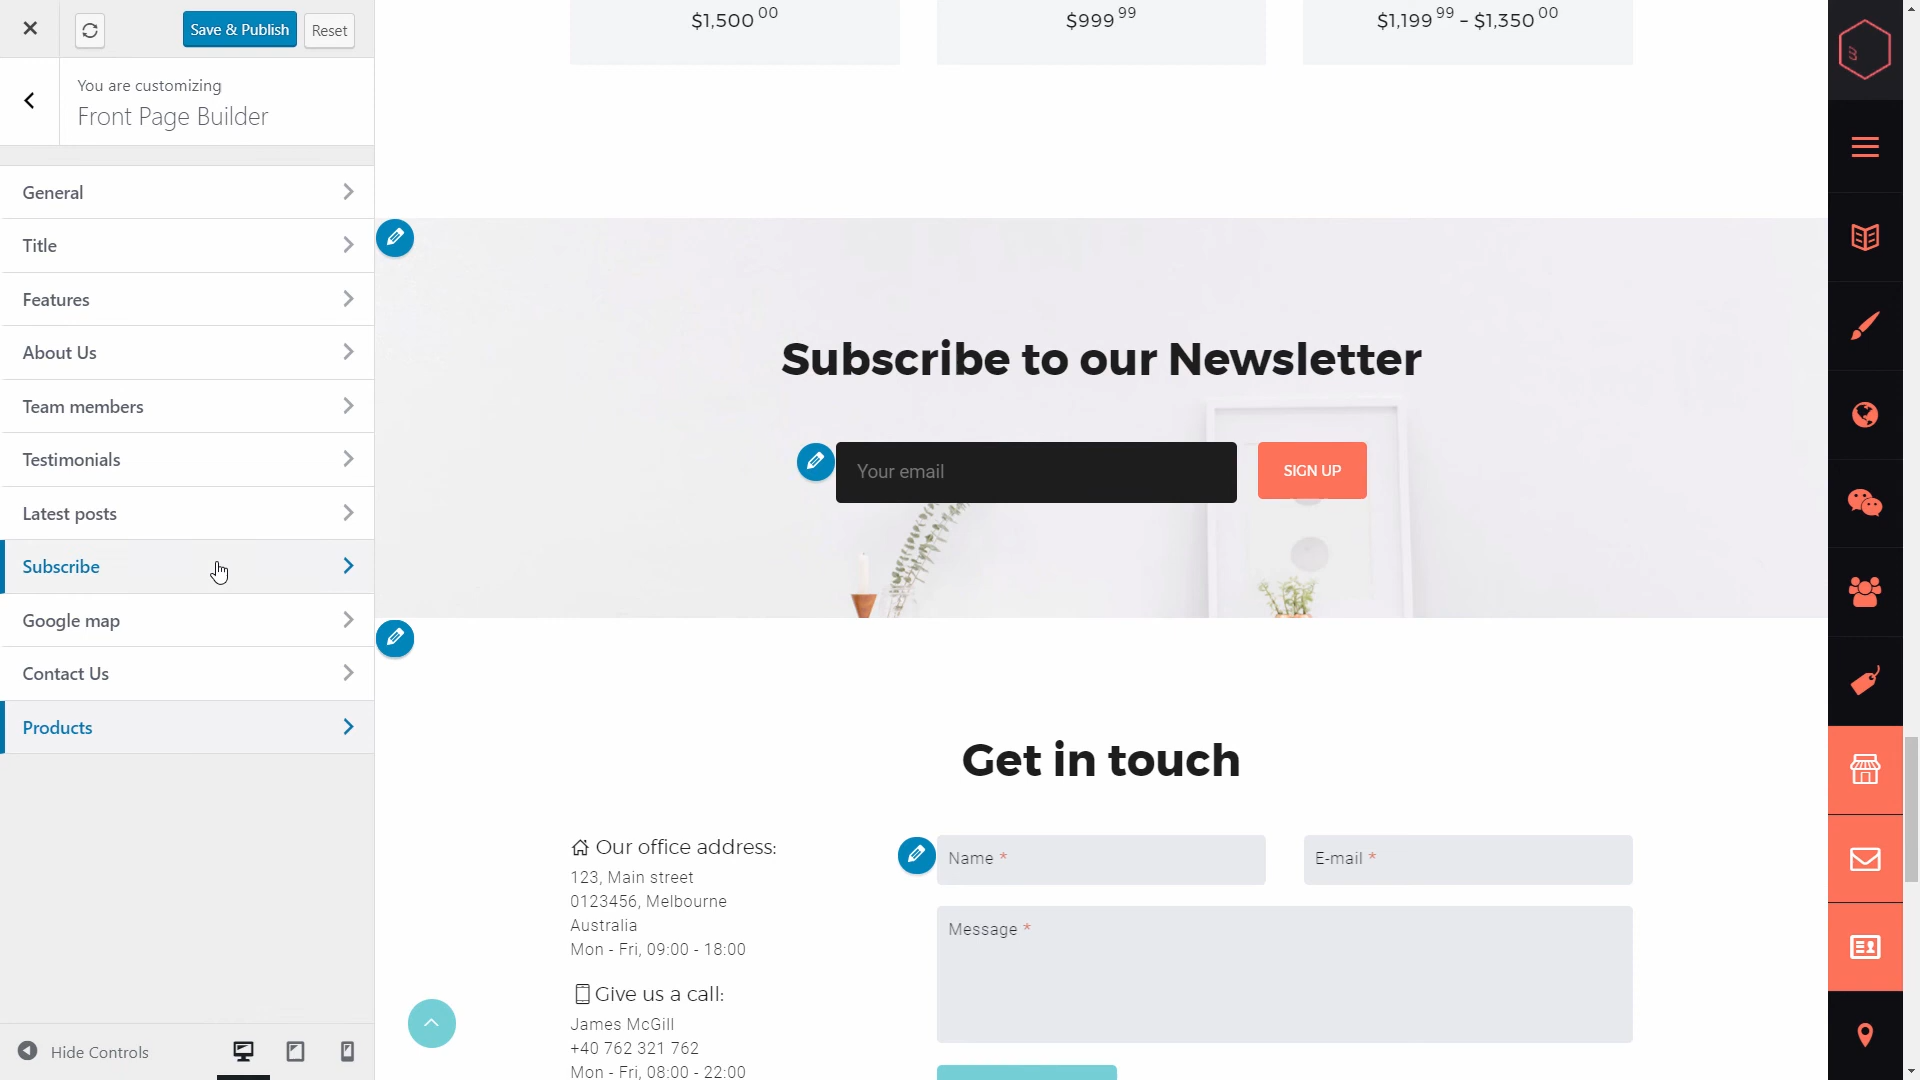 Save & Publish
Reset
You are customizing
Front Page Builder
General
Title
Features
About Us
Team members
Testimonials
Latest posts
Subscribe
Google map
Contact Us
Products
Hide Controls
$1,500 00
$999 99
$1,199 99 - $1,350 00
Subscribe to our Newsletter
Your email
SIGN UP
Get in touch
Our office address:
123, Main street
0123456, Melbourne
Australia
Mon - Fri, 09:00 - 18:00
Give us a call:
James McGill
+40 762 321 762
Mon - Fri, 08:00 - 22:00
Name *
E-mail *
Message *